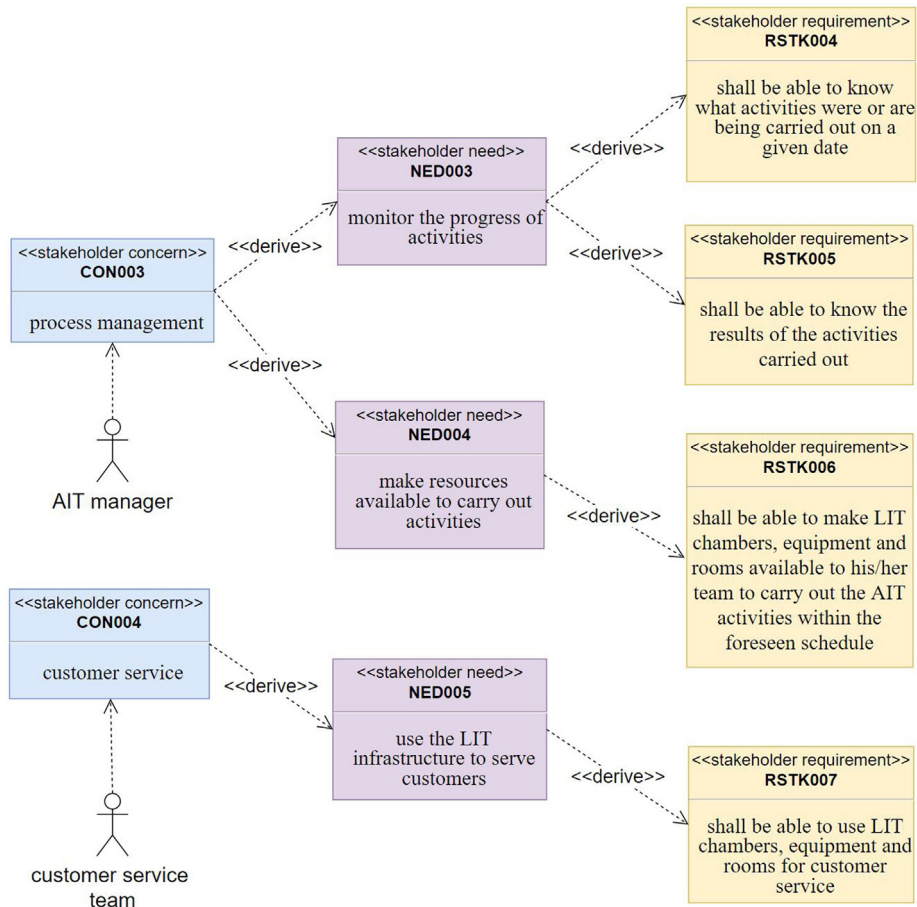 <<stakeholder requirement>>
RSTK004
shall be able to know
what activities were or are
being carried out on a
given date
<<derive>>
<<stakeholder need>>
NED003
monitor the progress of
activities
<<derive>>
<<derive>>
<<stakeholder requirement>>
RSTK005
shall be able to know the
results of the activities
carried out
<<stakeholder concern>>
CON003
process management
<<derive>>
AIT manager
<<stakeholder need>>
NED004
make resources
available to carry out
activities
<<derive>>
<<stakeholder requirement>>
RSTK006
shall be able to make LIT
chambers, equipment and
rooms available to his/her
team to carry out the AIT
activities within the
foreseen schedule
<<stakeholder concern>>
CON004
customer service
<<derive>>
<<stakeholder need>>
NED005
use the LIT
infrastructure to serve
customers
<<derive>>
<<stakeholder requirement>>
RSTK007
shall be able to use LIT
chambers, equipment and
rooms for customer
service
customer service
team